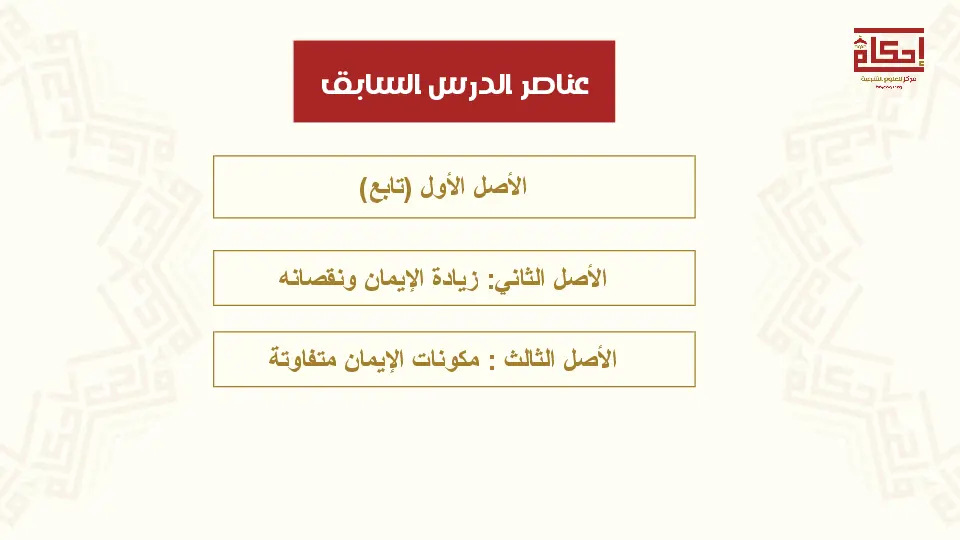 إحكام
مركز للعلوم الشرعية
عناصر الدرس السابق
الأصل الأول (تابع)
الأصل الثاني: زيادة الإيمان ونقصانه
الأصل الثالث : مكونات الإيمان متفاوتة